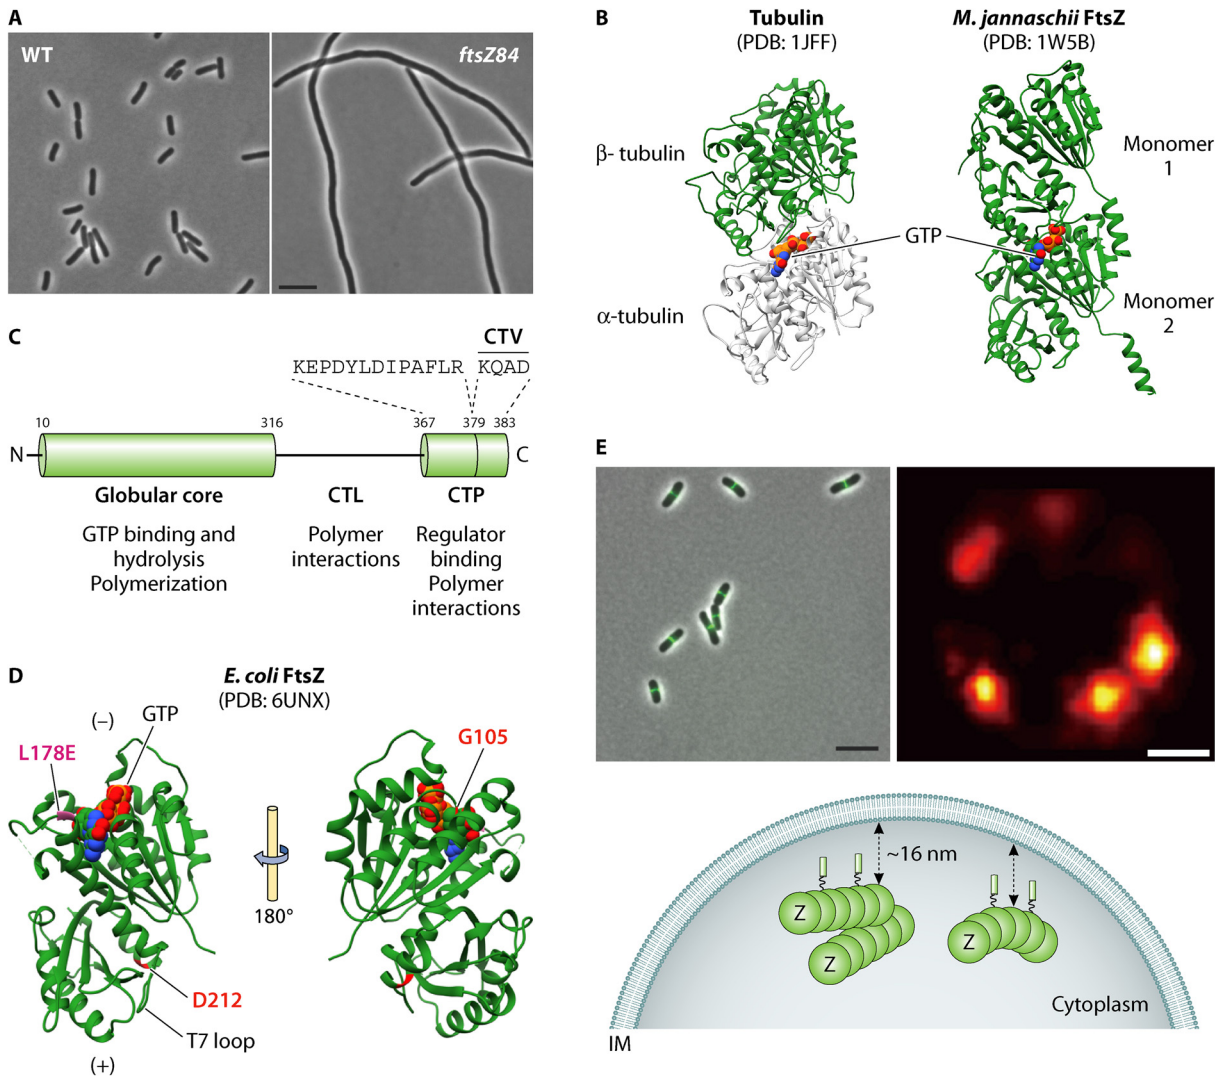 A
WT
ftsZ84
B
Tubulin
(PDB: 1JFF)
M. jannaschii FtsZ
(PDB: 1W5B)
β- tubulin
α-tubulin
GTP
Monomer
1
Monomer
2
C
CTV
KEPDYLDIPAFLR KQAD
10 316 367 379 383
N C
Globular core
GTP binding and
hydrolysis
Polymerization
CTL
Polymer
interactions
CTP
Regulator
binding
Polymer
interactions
D
E. coli FtsZ
(PDB: 6UNX)
(–)
GTP
L178E
G105
180°
D212
T7 loop
(+)
E
~16 nm
Z
Z
Z
Cytoplasm
IM